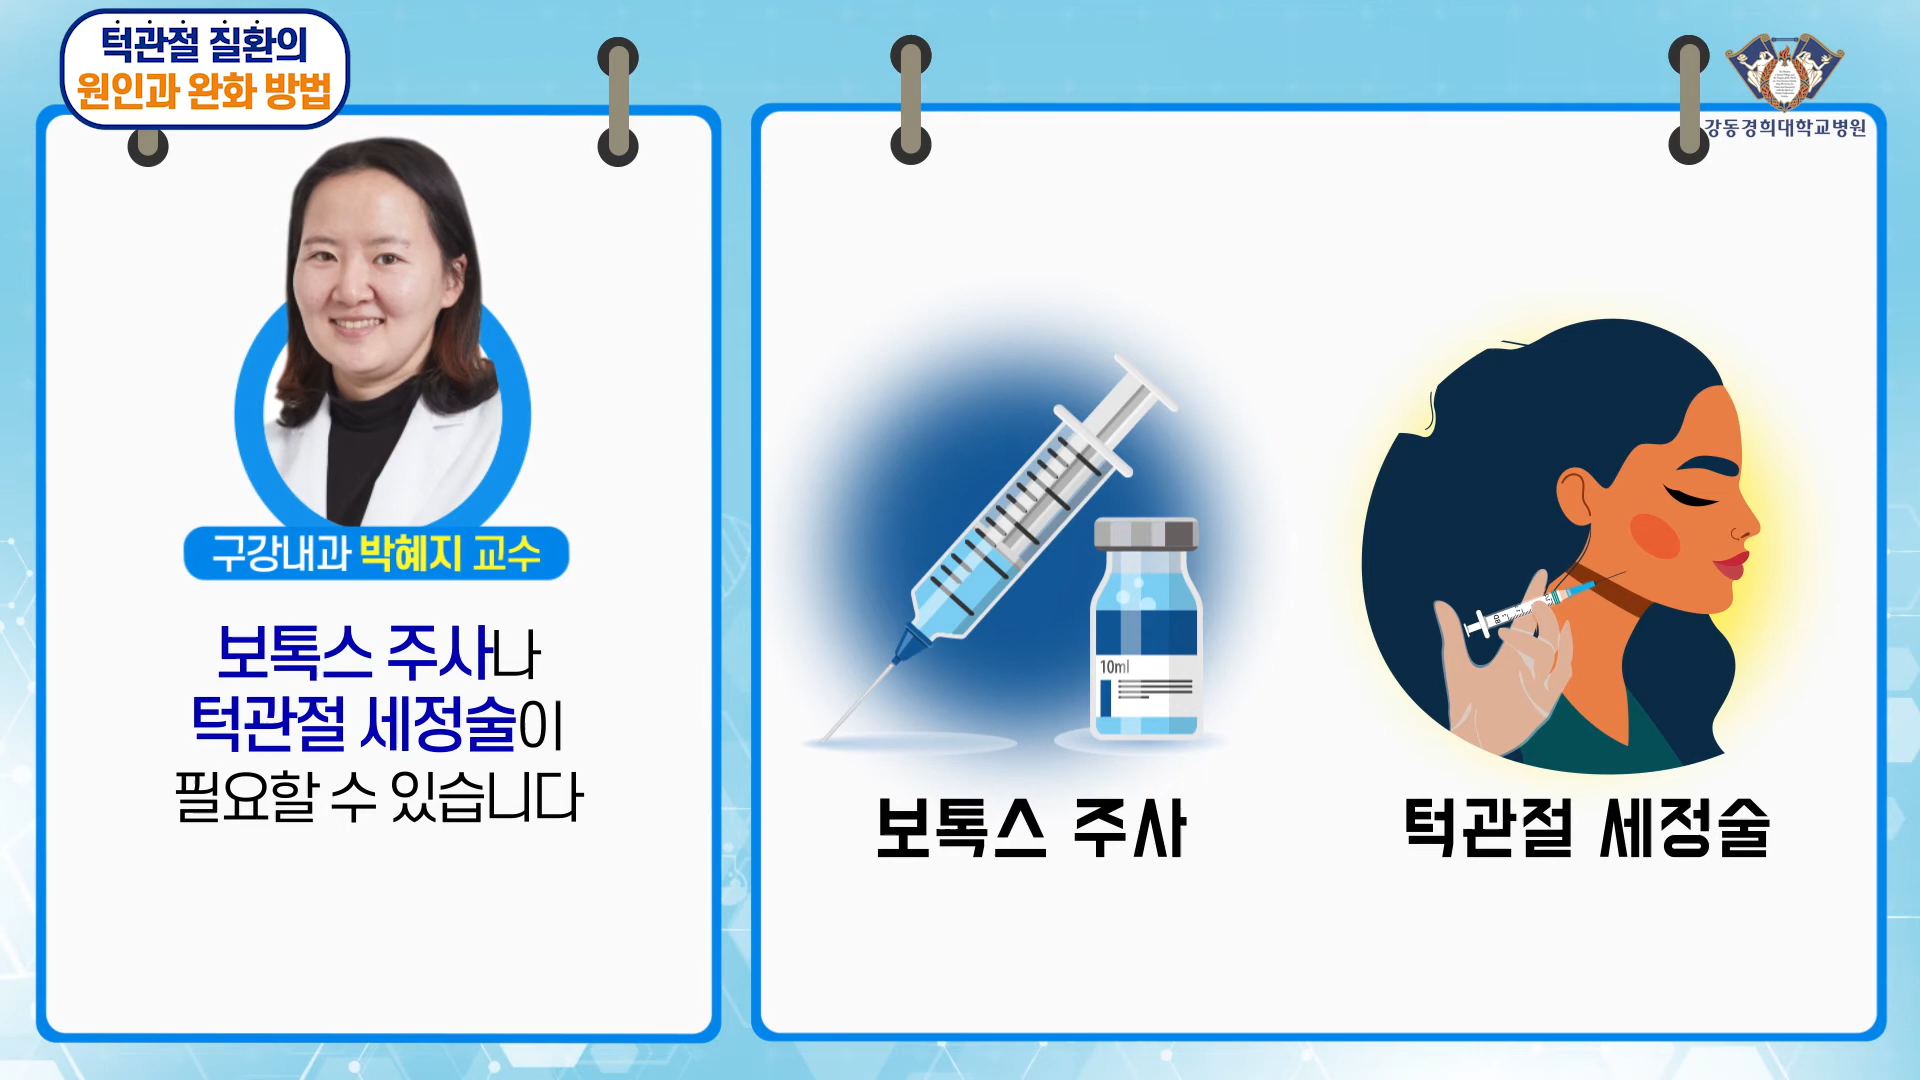 턱관절 질환의
원인과 완화 방법
강동경희대학교병원
구강내과 박혜지 교수
보톡스 주사나
턱관절 세정술이
필요할 수 있습니다
10ml
보톡스 주사
턱관절 세정술